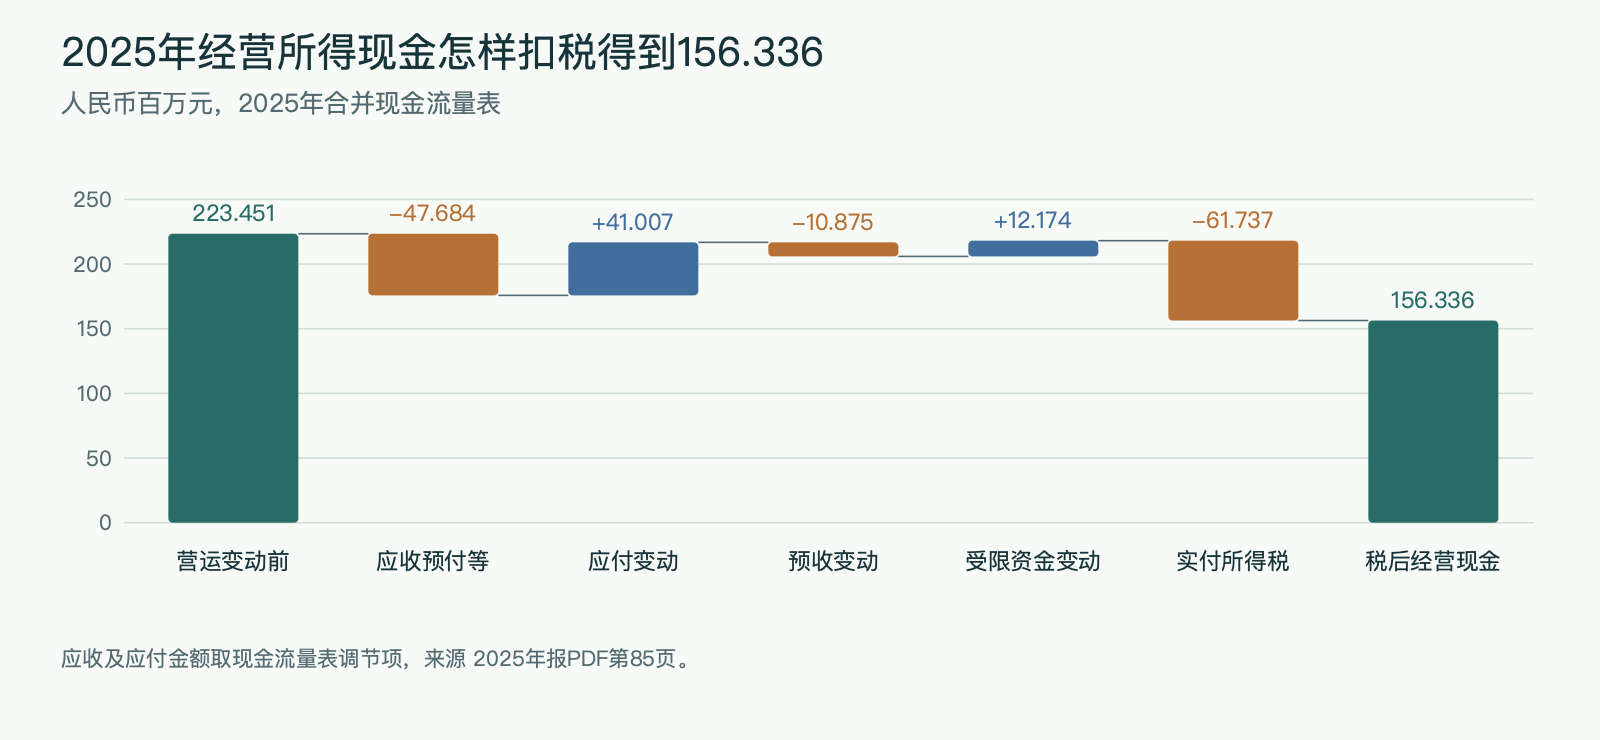 2025年经营所得现金怎样扣税得到156.336
人民币百万元，2025年合并现金流量表
250
200
150
100
50
0
223.451
−47.684
+41.007
−10.875
+12.174
−61.737
156.336
营运变动前
应收预付等
应付变动
预收变动
受限资金变动
实付所得税
税后经营现金
应收及应付金额取现金流量表调节项，来源 2025年报PDF第85页。